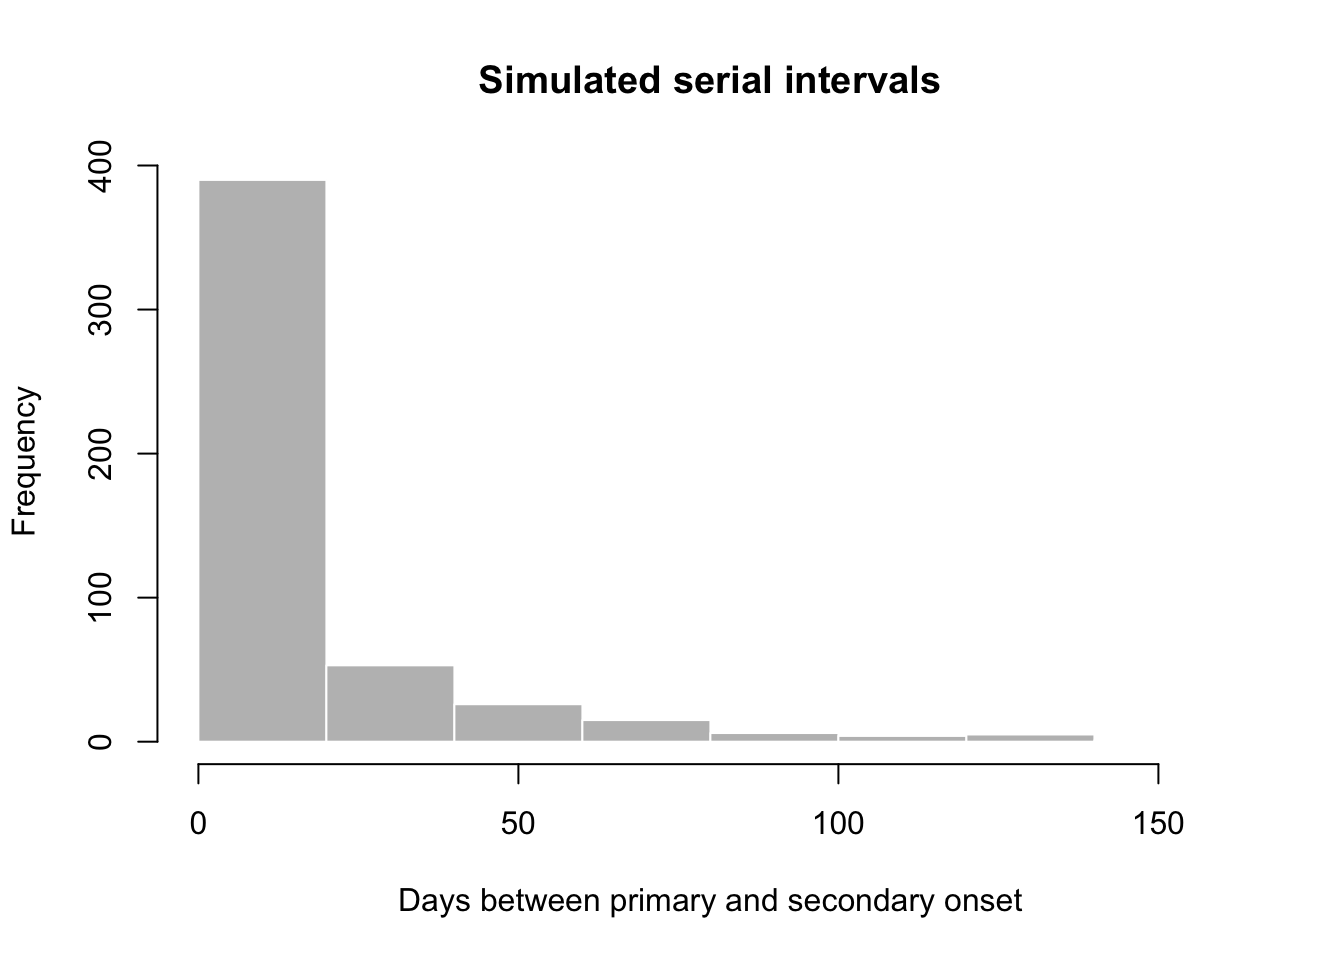 Simulated serial intervals
Frequency
400
300
200
100
0
0 50 100 150
Days between primary and secondary onset